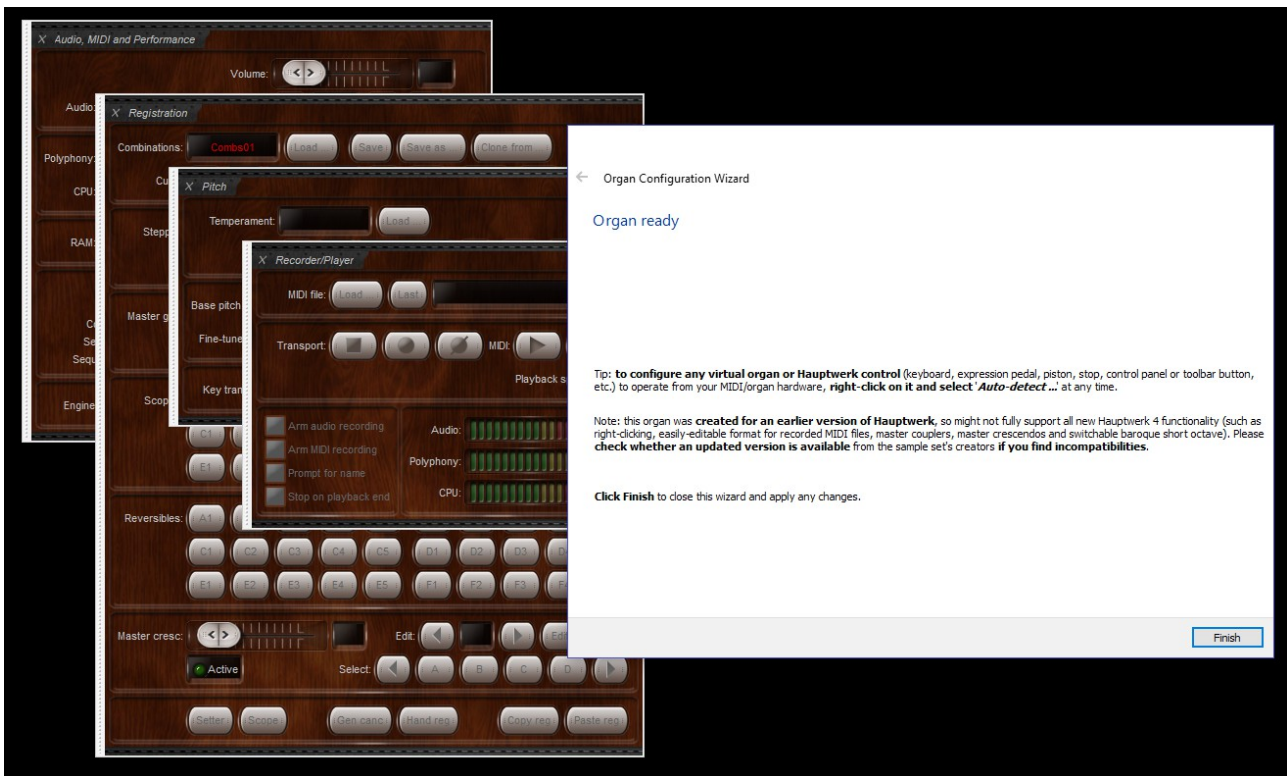 Audio, MIDI and Performance
Volume:
Audio:
Polyphony:
CPU:
RAM:
Engine
Registration
Combinations: Combs01 Load... Save Save as Clone from...
Cu
Stepp
Master g
Scop
C1
E1
Reversibles: A1
C1 C2 C3 C4 C5 D1 D2 D3
E1 E2 E3 E4 E5 F1 F2 F3
Master cresc: Edit:
Active Select: A B C D
Setter Scope Gen canc Hand reg Copy reg Paste reg
Pitch
Temperament: Load...
Base pitch
Fine-tune
Key tran
Recorder/Player
MIDI file: Load... Last
Transport: MIDI:
Playback s
Arm audio recording
Arm MIDI recording
Prompt for name
Stop on playback end
Audio:
Polyphony:
CPU:
Organ Configuration Wizard
Organ ready
Tip: to configure any virtual organ or Hauptwerk control (keyboard, expression pedal, piston, stop, control panel or toolbar button,
etc.) to operate from your MIDI/organ hardware, right-click on it and select 'Auto-detect ...' at any time.
Note: this organ was created for an earlier version of Hauptwerk, so might not fully support all new Hauptwerk 4 functionality (such as
right-clicking, easily-editable format for recorded MIDI files, master couplers, master crescendos and switchable baroque short octave). Please
check whether an updated version is available from the sample set's creators if you find incompatibilities.
Click Finish to close this wizard and apply any changes.
Finish